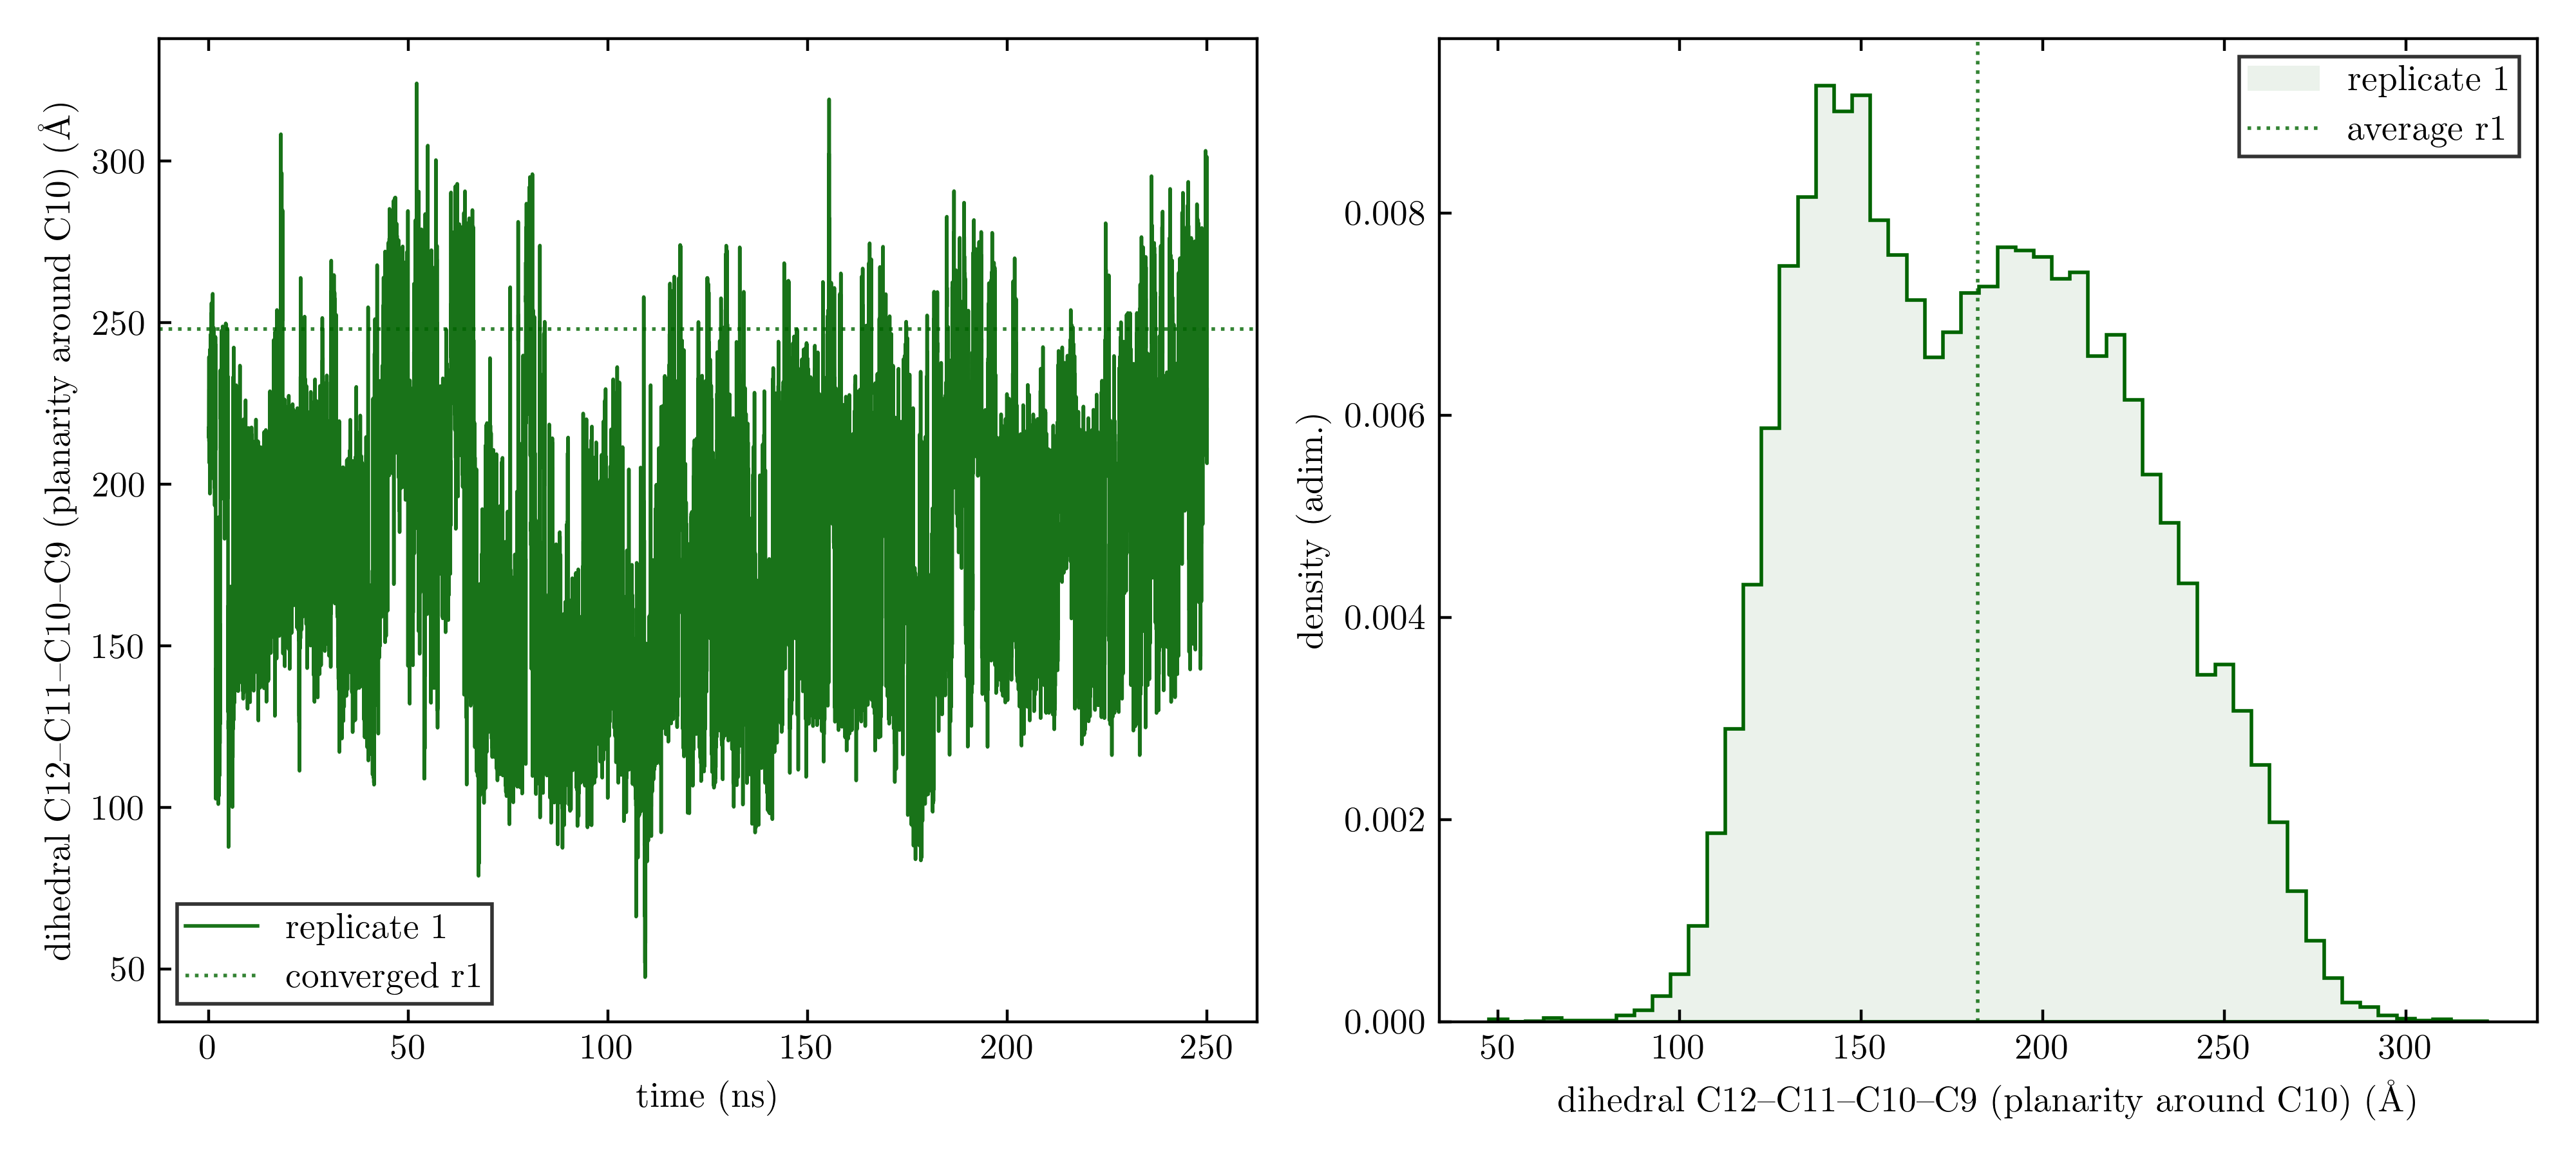 dihedral C12–C11–C10–C9 (planarity around C10) (Å)
300
250
200
150
100
50
replicate 1
converged r1
0
50
100
150
200
250
time (ns)
density (adim.)
0.008
0.006
0.004
0.002
0.000
replicate 1
average r1
50
100
150
200
250
300
dihedral C12–C11–C10–C9 (planarity around C10) (Å)